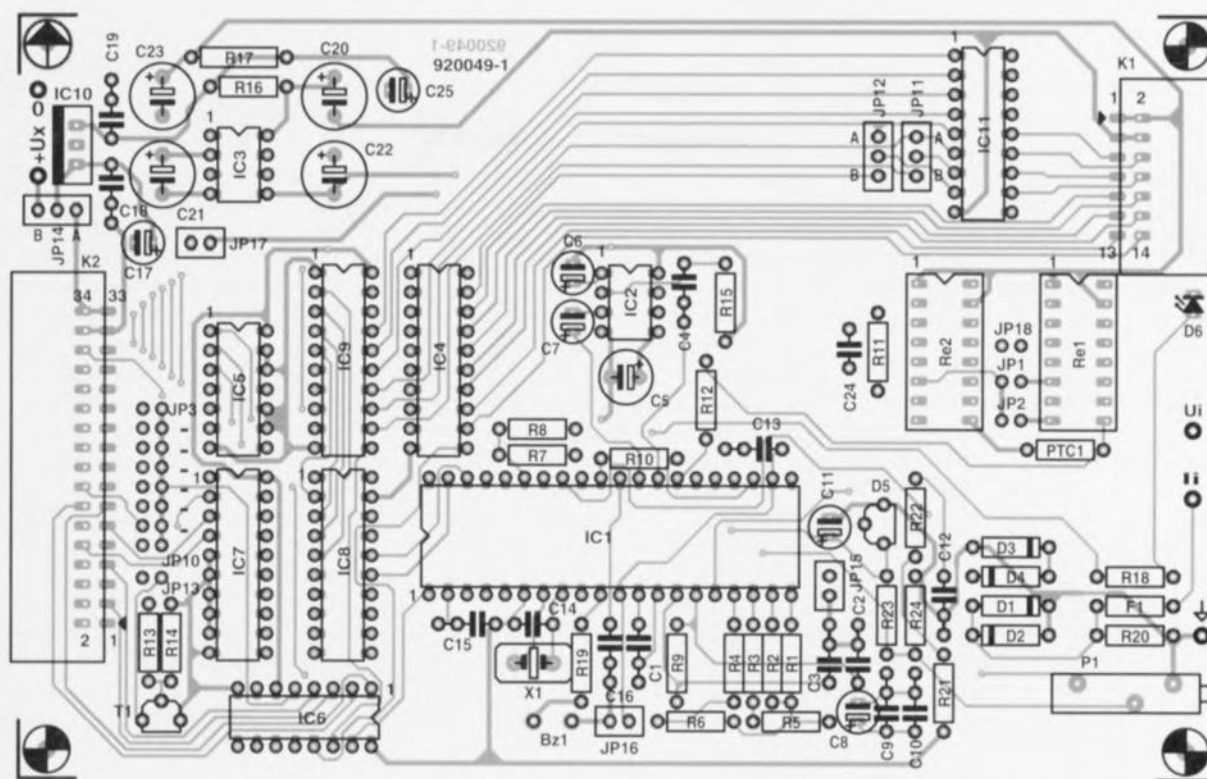 920049-1
920049-1
C19
C23
R17
C20
K1
0
IC10
R16
C25
JP12
JP11
1
1 2
1
+Ux
IC3
C22
A A
B B
IC11
B A
JP14
C18
C21
JP17
C17
13 14
K2
34 33
1
1
1
1
C6
1
IC2
C4
R15
1
1
D6
C7
C5
C24
R11
Re2
JP18
JP1
JP2
Re1
IC5
IC9
IC4
R12
Ui
JP3
R8
R7
R10
C13
PTC1
1
1
IC7
IC8
IC1
C11
D5
R22
C12
JP10
JP13
D3
D4
D1
D2
R18
F1
R20
1
JP15
C2
R23
R24
2 1
R13
R14
C15
C14
R19
C16
C1
R9
R4
R3
R2
R1
C3
R21
P1
X1
T1
1
IC6
Bz1
JP16
R6
R5
C8
C9
C10